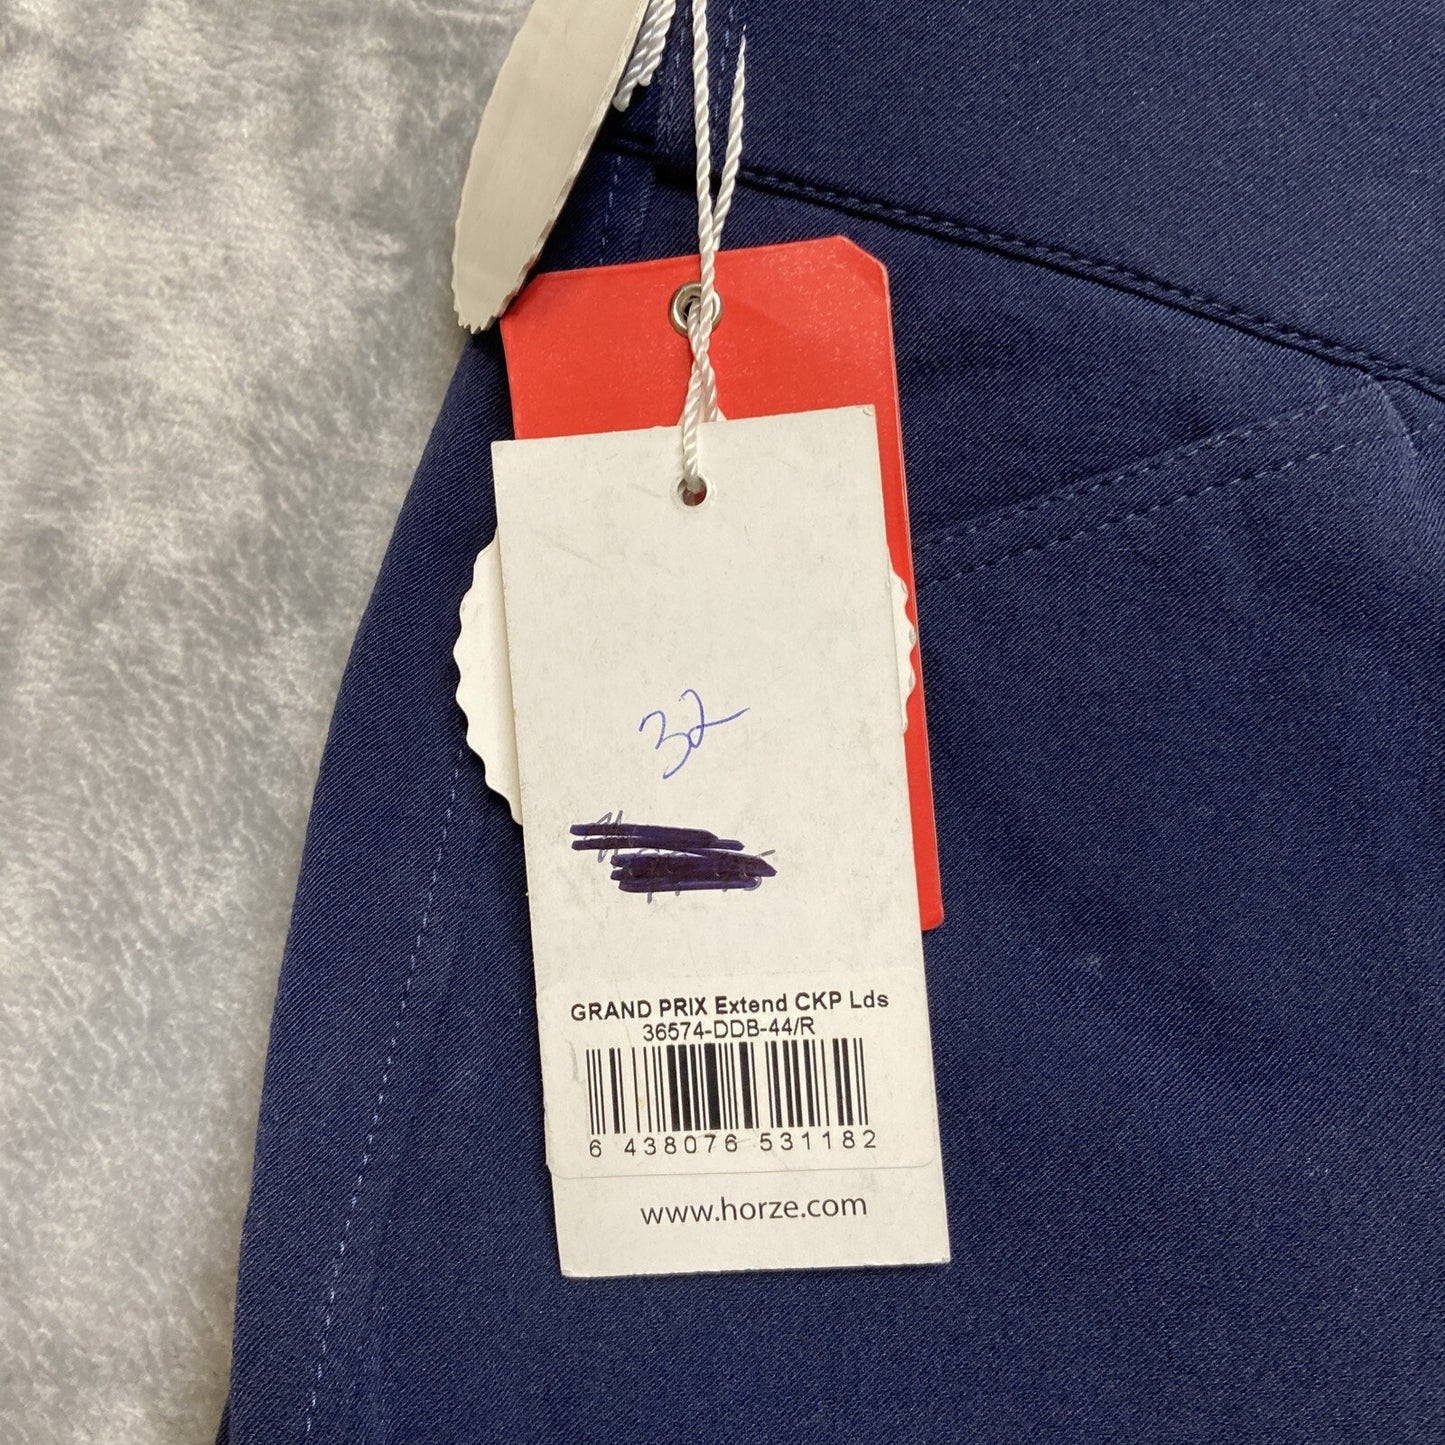 32
GRAND PRIX Extend CKP Lds
36574-DDB-44/R
6 438076 531182
www.horze.com